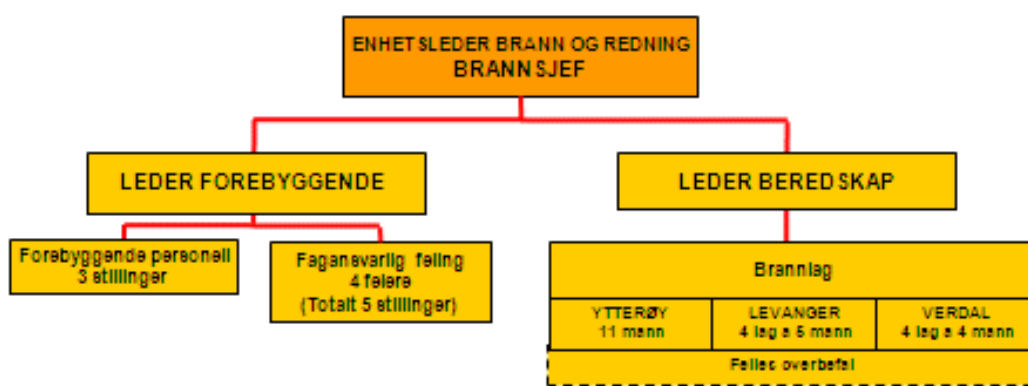 ENHETSLEDER BRANN OG REDNING
BRANNSJEF
LEDER FOREBYGGENDE
LEDER BEREDSKAP
Forebyggende personell
3 stillinger
Fagansvarlig feiing
4 feiere
(Totalt 5 stillinger)
Brannlag
YTTERØY
11 mann
LEVANGER
4 lag a 5 mann
VERDAL
4 lag a 4 mann
Felles overbefal